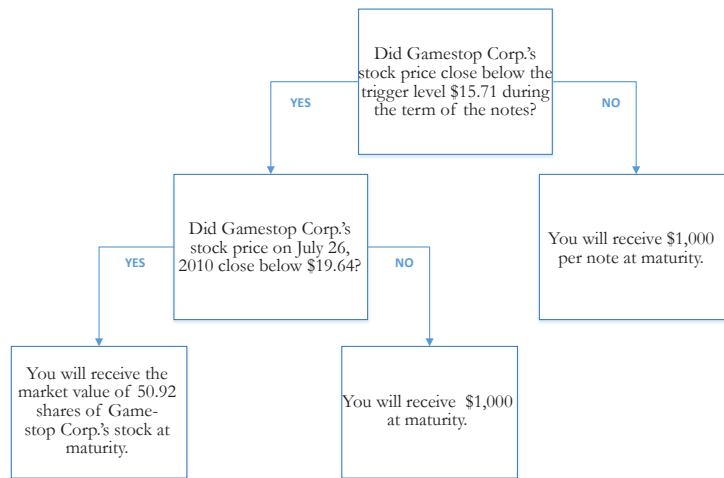 Did Gamestop Corp.'s
stock price close below the
trigger level $15.71 during
the term of the notes?
YES
NO
Did Gamestop Corp.'s
stock price on July 26,
2010 close below $19.64?
You will receive $1,000
per note at maturity.
YES
NO
You will receive the
market value of 50.92
shares of Game-
stop Corp.'s stock at
maturity.
You will receive $1,000
at maturity.